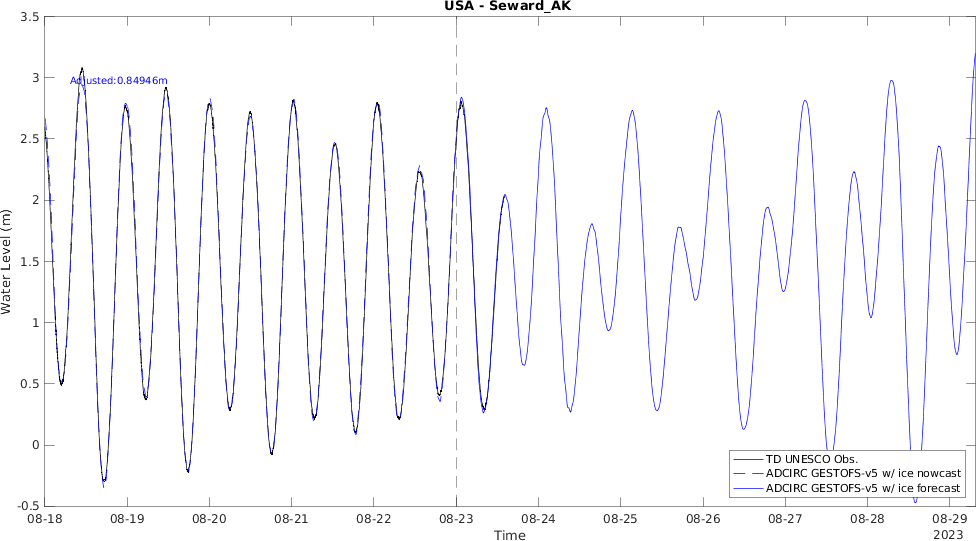 USA - Seward_AK
3.5
3
2.5
2
1.5
1
0.5
0
-0.5
Water Level (m)
Adjusted:0.84946m
TD UNESCO Obs.
ADCIRC GESTOFS-v5 w/ ice nowcast
ADCIRC GESTOFS-v5 w/ ice forecast
08-18 08-19 08-20 08-21 08-22 08-23 08-24 08-25 08-26 08-27 08-28 08-29
Time
2023